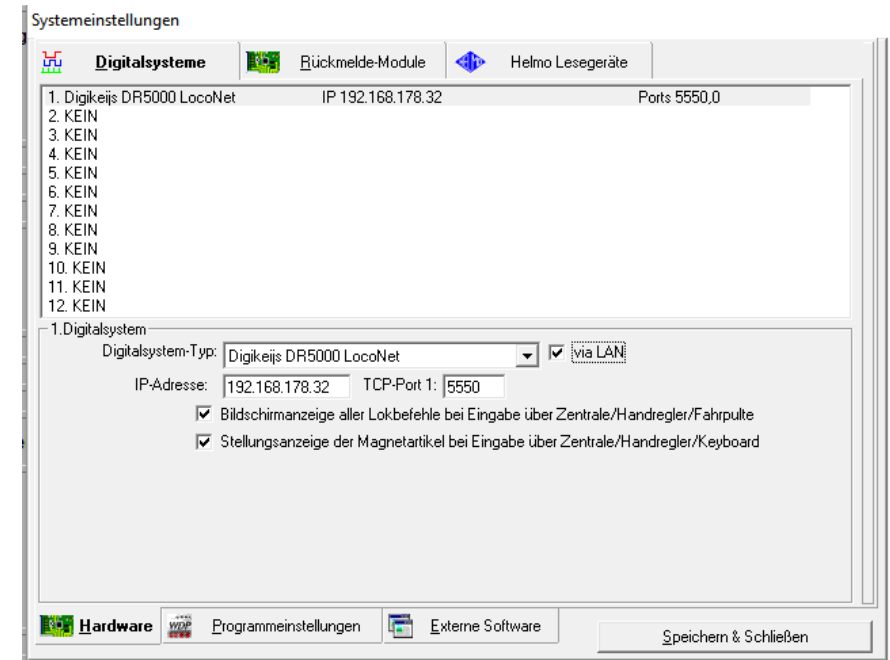 Systemeinstellungen
Digitalsysteme Rückmelde-Module Helmo Lesegeräte
1. Digikeijs DR5000 LocoNet IP 192.168.178.32 Ports 5550,0
2. KEIN
3. KEIN
4. KEIN
5. KEIN
6. KEIN
7. KEIN
8. KEIN
9. KEIN
10. KEIN
11. KEIN
12. KEIN
1.Digitalsystem
Digitalsystem-Typ: Digikeijs DR5000 LocoNet via LAN
IP-Adresse: 192.168.178.32 TCP-Port 1: 5550
Bildschirmanzeige aller Lokbefehle bei Eingabe über Zentrale/Handregler/Fahrpulte
Stellungsanzeige der Magnetartikel bei Eingabe über Zentrale/Handregler/Keyboard
Hardware WDP Programmeinstellungen Externe Software Speichern & Schließen